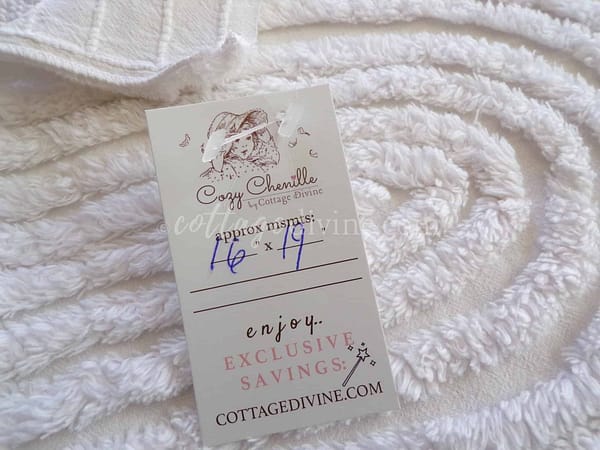 Cozy Chenille
by Cottage Divine
cottagedivine.com
approx msmts:
16" x 19"
enjoy..
EXCLUSIVE
SAVINGS:
COTTAGEDIVINE.COM